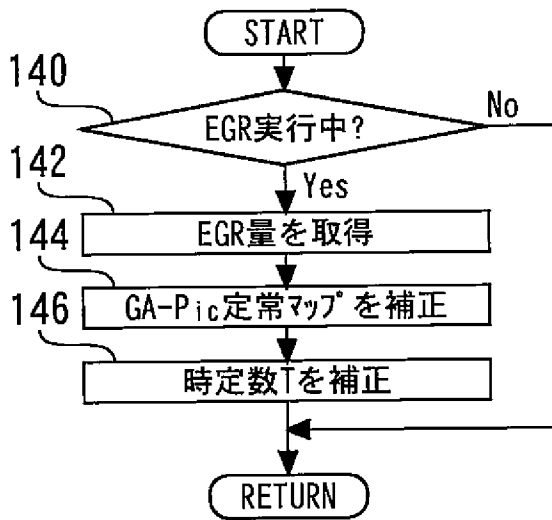 START
140
EGR実行中?
No
Yes
142
EGR量を取得
144
GA-Pic定常マップを補正
146
時定数Tを補正
RETURN